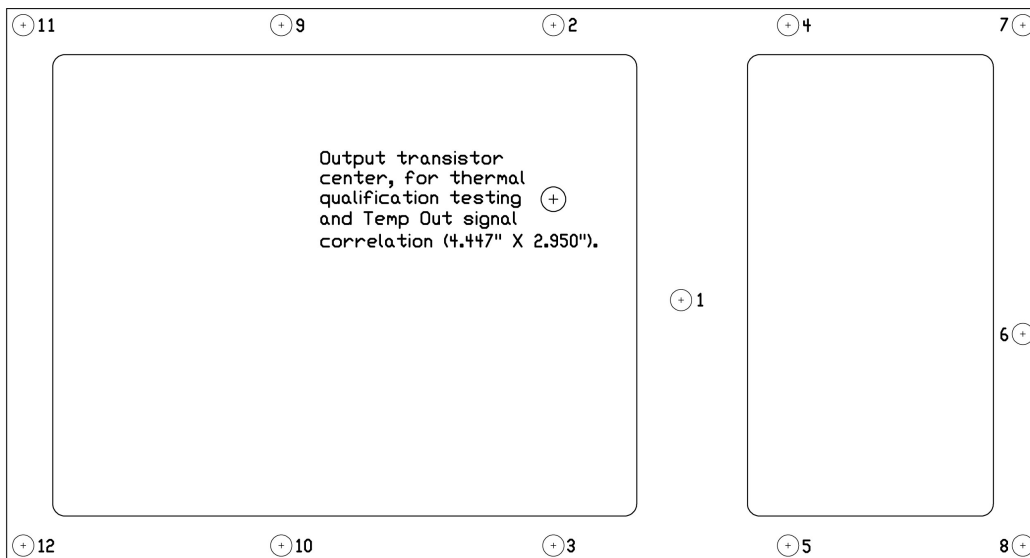 11
9
2
4
7
Output transistor
center, for thermal
qualification testing
and Temp Out signal
correlation (4.447" X 2.950").
1
6
12
10
3
5
8